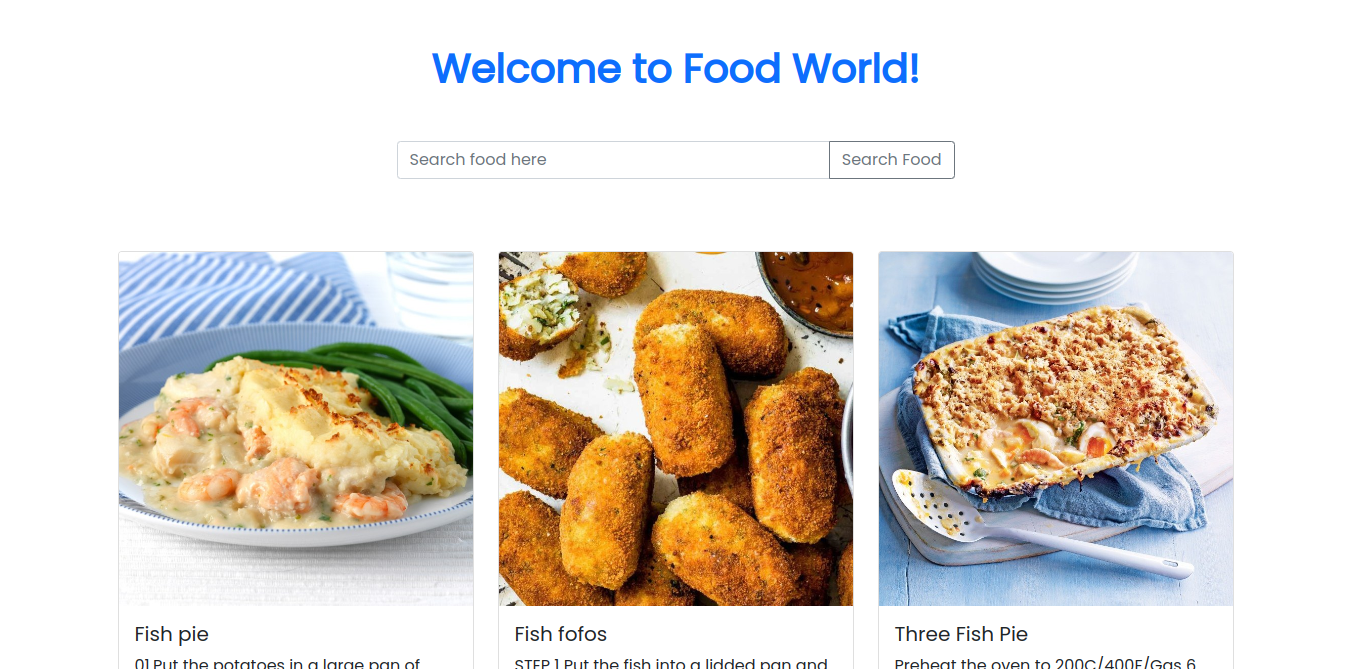 Welcome to Food World!
Search food here
Search Food
Fish pie
01.Put the potatoes in a large pan of
Fish fofos
STEP 1 Put the fish into a lidded pan and
Three Fish Pie
Preheat the oven to 200C/400F/Gas 6